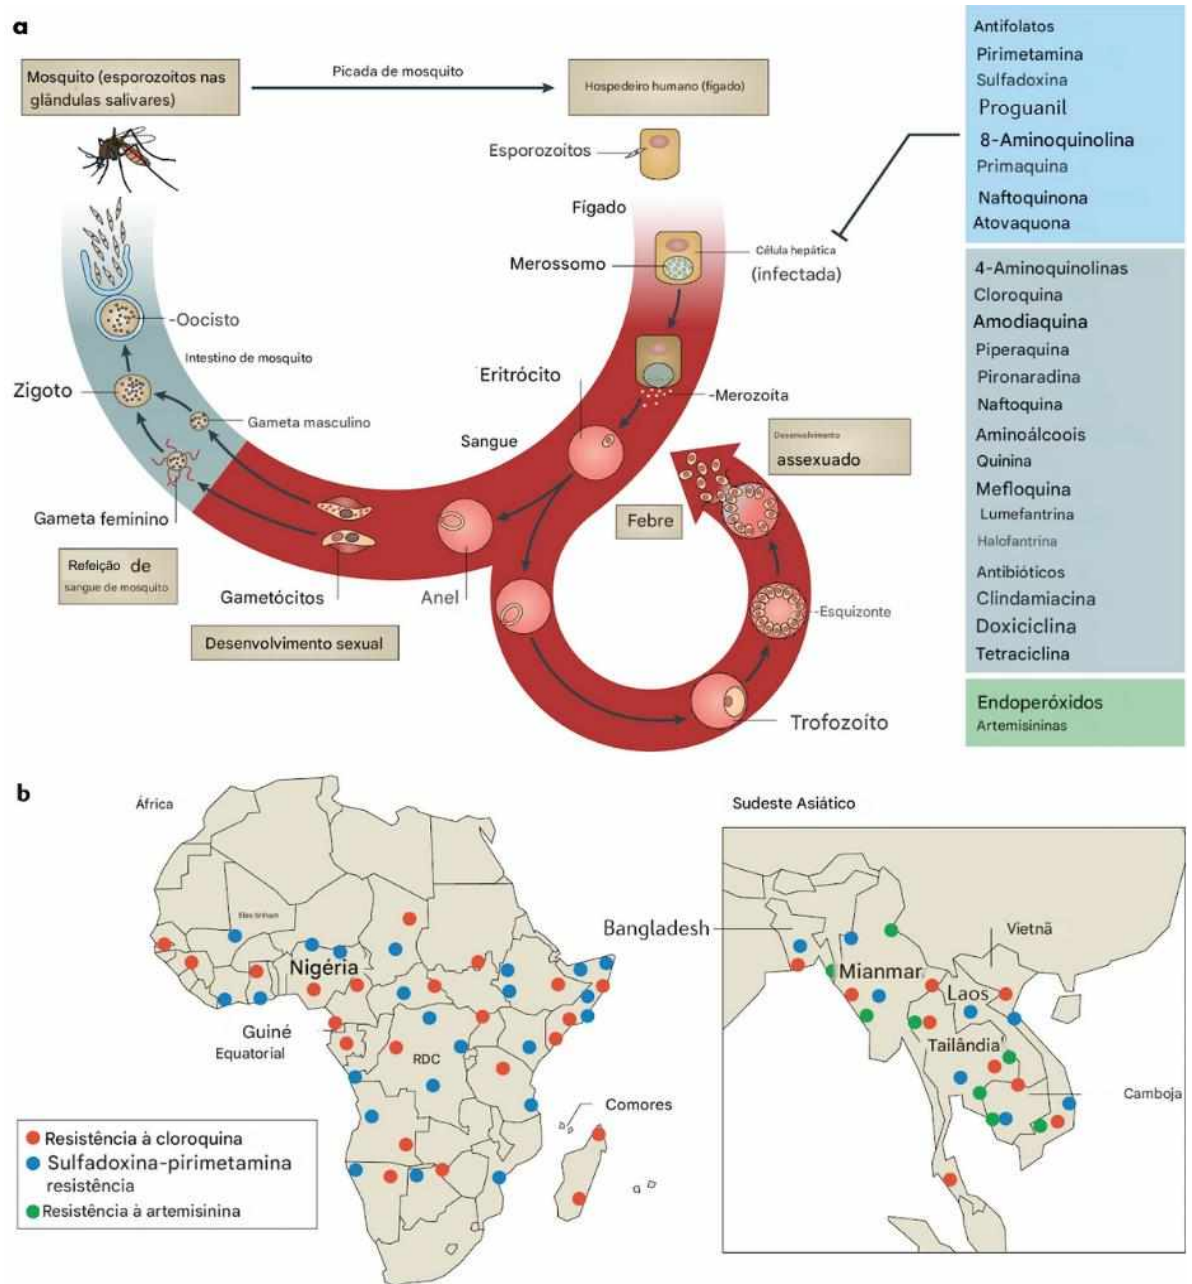 a
Mosquito (esporozoitos nas
glândulas salivares)
Picada de mosquito
Hospedeiro humano (fígado)
Esporozoítos
Fígado
Merossomo
Célula hepática
(infectada)
-Oocisto
Intestino de mosquito
Zigoto
Gameta masculino
Gameta feminino
Refeição de
sangue de mosquito
Eritrócito
-Merozoíta
Sangue
Desenvolvimento
assexuado
Febre
Gametócitos
Anel
-Esquizonte
Desenvolvimento sexual
Trofozoíto
Antifolatos
Pirimetamina
Sulfadoxina
Proguanil
8-Aminoquinolina
Primaquina
Naftoquinona
Atovaquona
4-Aminoquinolinas
Cloroquina
Amodiaquina
Piperaquina
Pironaradina
Naftoquina
Aminoálcoois
Quinina
Mefloquina
Lumefantrina
Halofantrina
Antibióticos
Clindamiacina
Doxiciclina
Tetraciclina
Endoperóxidos
Artemisininas
b
África
Nigéria
Guiné
Equatorial
RDC
Comores
Resistência à cloroquina
Sulfadoxina-pirimetamina
resistência
Resistência à artemisinina
Sudeste Asiático
Bangladesh
Vietnã
Mianmar
Laos
Tailândia
Camboja